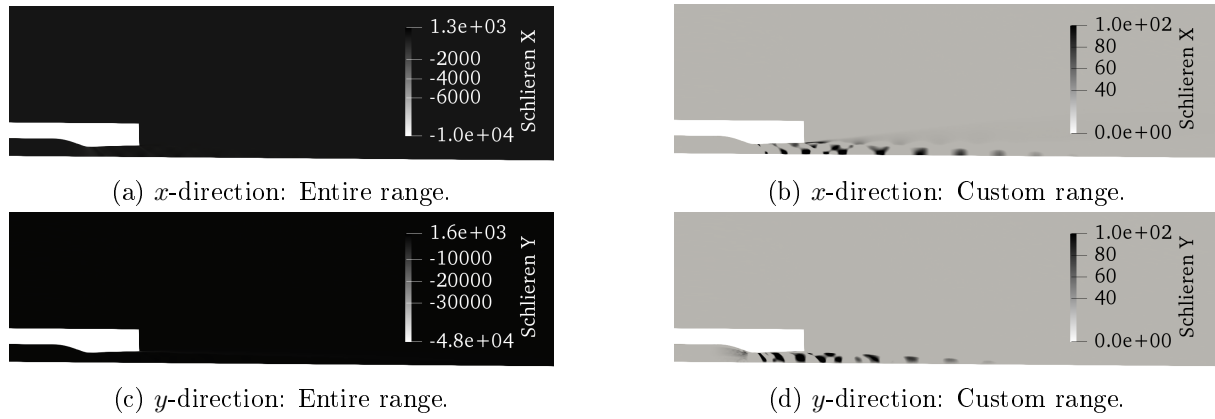 1.3e+03
-2000
-4000
-6000
-1.0e+04
Schlieren X
1.0e+02
80
60
40
0.0e+00
Schlieren X
(a) x-direction: Entire range.
(b) x-direction: Custom range.
1.6e+03
-10000
-20000
-30000
-4.8e+04
Schlieren Y
1.0e+02
80
60
40
0.0e+00
Schlieren Y
(c) y-direction: Entire range.
(d) y-direction: Custom range.